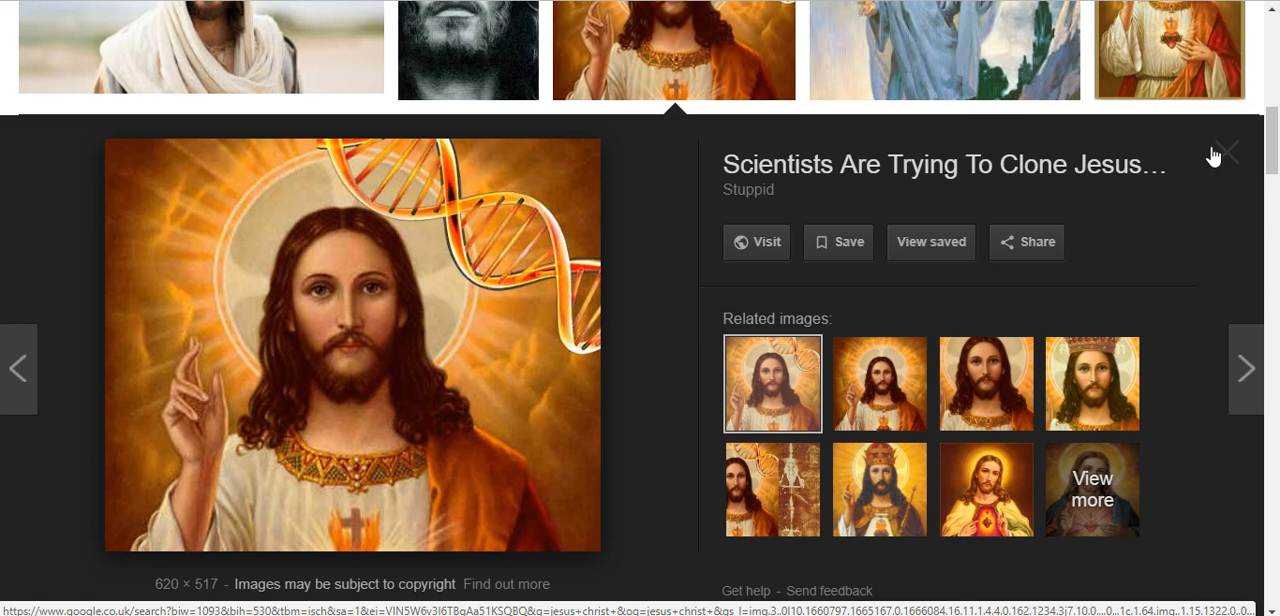 Scientists Are Trying To Clone Jesus...
Stuppid
Visit
Save
View saved
Share
Related images:
View
more
620 × 517 - Images may be subject to copyright Find out more
Get help - Send feedback